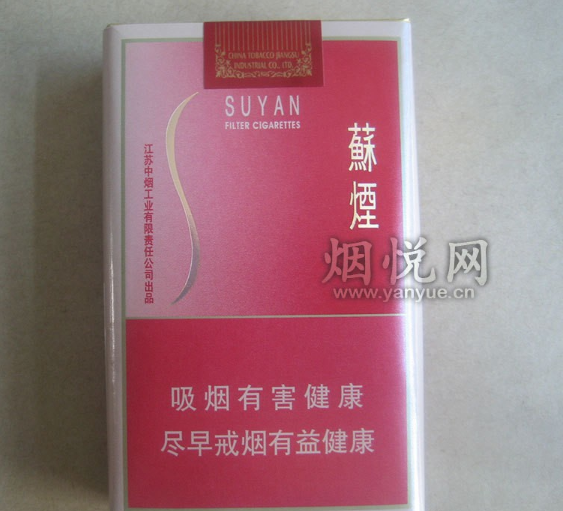 CHINA TOBACCO JIANGSU
INDUSTRIAL CO., LTD.
SUYAN
FILTER CIGARETTES
蘇煙
江苏中烟工业有限责任公司出品
烟悦网
www.yanyue.cn
吸烟有害健康
尽早戒烟有益健康